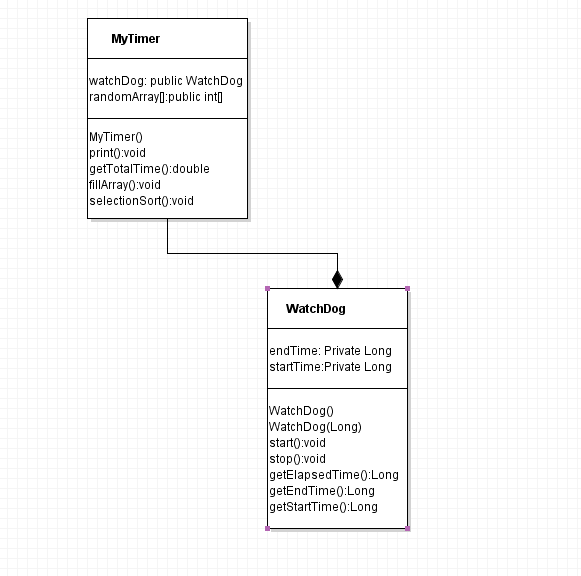 MyTimer
watchDog: public WatchDog
randomArray[]:public int[]
MyTimer()
print():void
getTotalTime():double
fillArray():void
selectionSort():void
WatchDog
endTime: Private Long
startTime:Private Long
WatchDog()
WatchDog(Long)
start():void
stop():void
getElapsedTime():Long
getEndTime():Long
getStartTime():Long